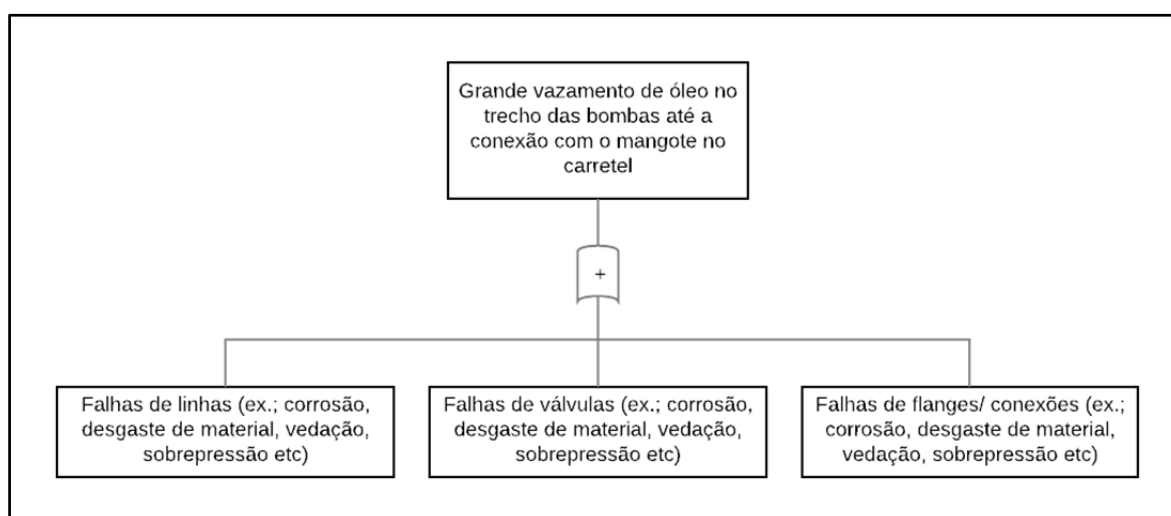 Grande vazamento de óleo no
trecho das bombas até a
conexão com o mangote no
carretel
+
Falhas de linhas (ex.; corrosão,
desgaste de material, vedação,
sobrepressão etc)
Falhas de válvulas (ex.; corrosão,
desgaste de material, vedação,
sobrepressão etc)
Falhas de flanges/ conexões (ex.;
corrosão, desgaste de material,
vedação, sobrepressão etc)